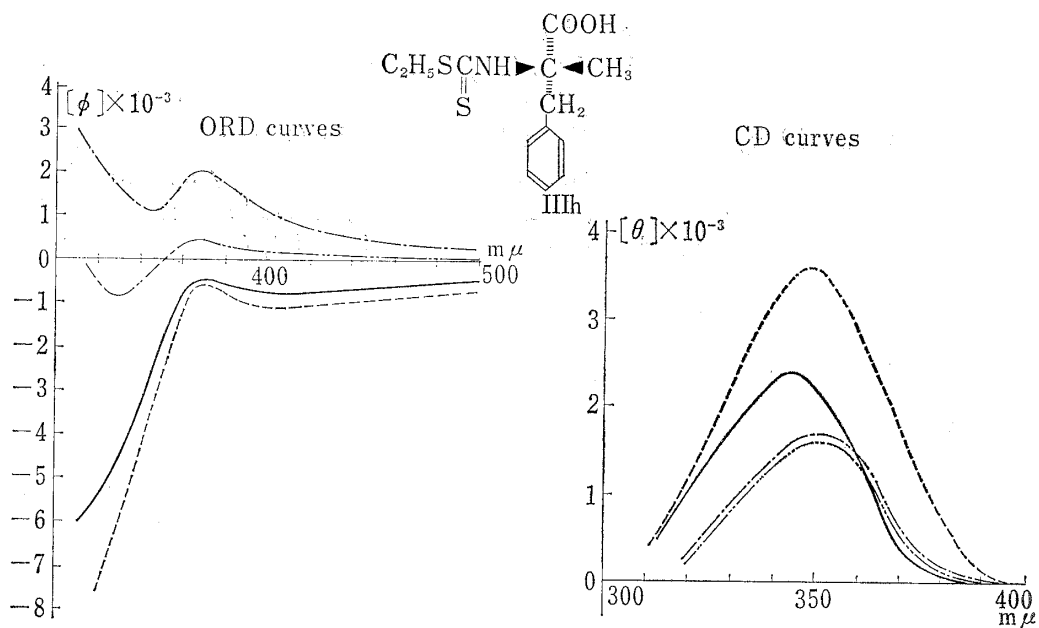 COOH
C₂H₅SCNH C CH₃
S
CH₂
IIIh
ORD curves
[ϕ]×10⁻³
4
3
2
1
0
−1
−2
−3
−4
−5
−6
−7
−8
400
500
mμ
CD curves
[θ]×10⁻³
4
3
2
1
0
300
350
400
mμ